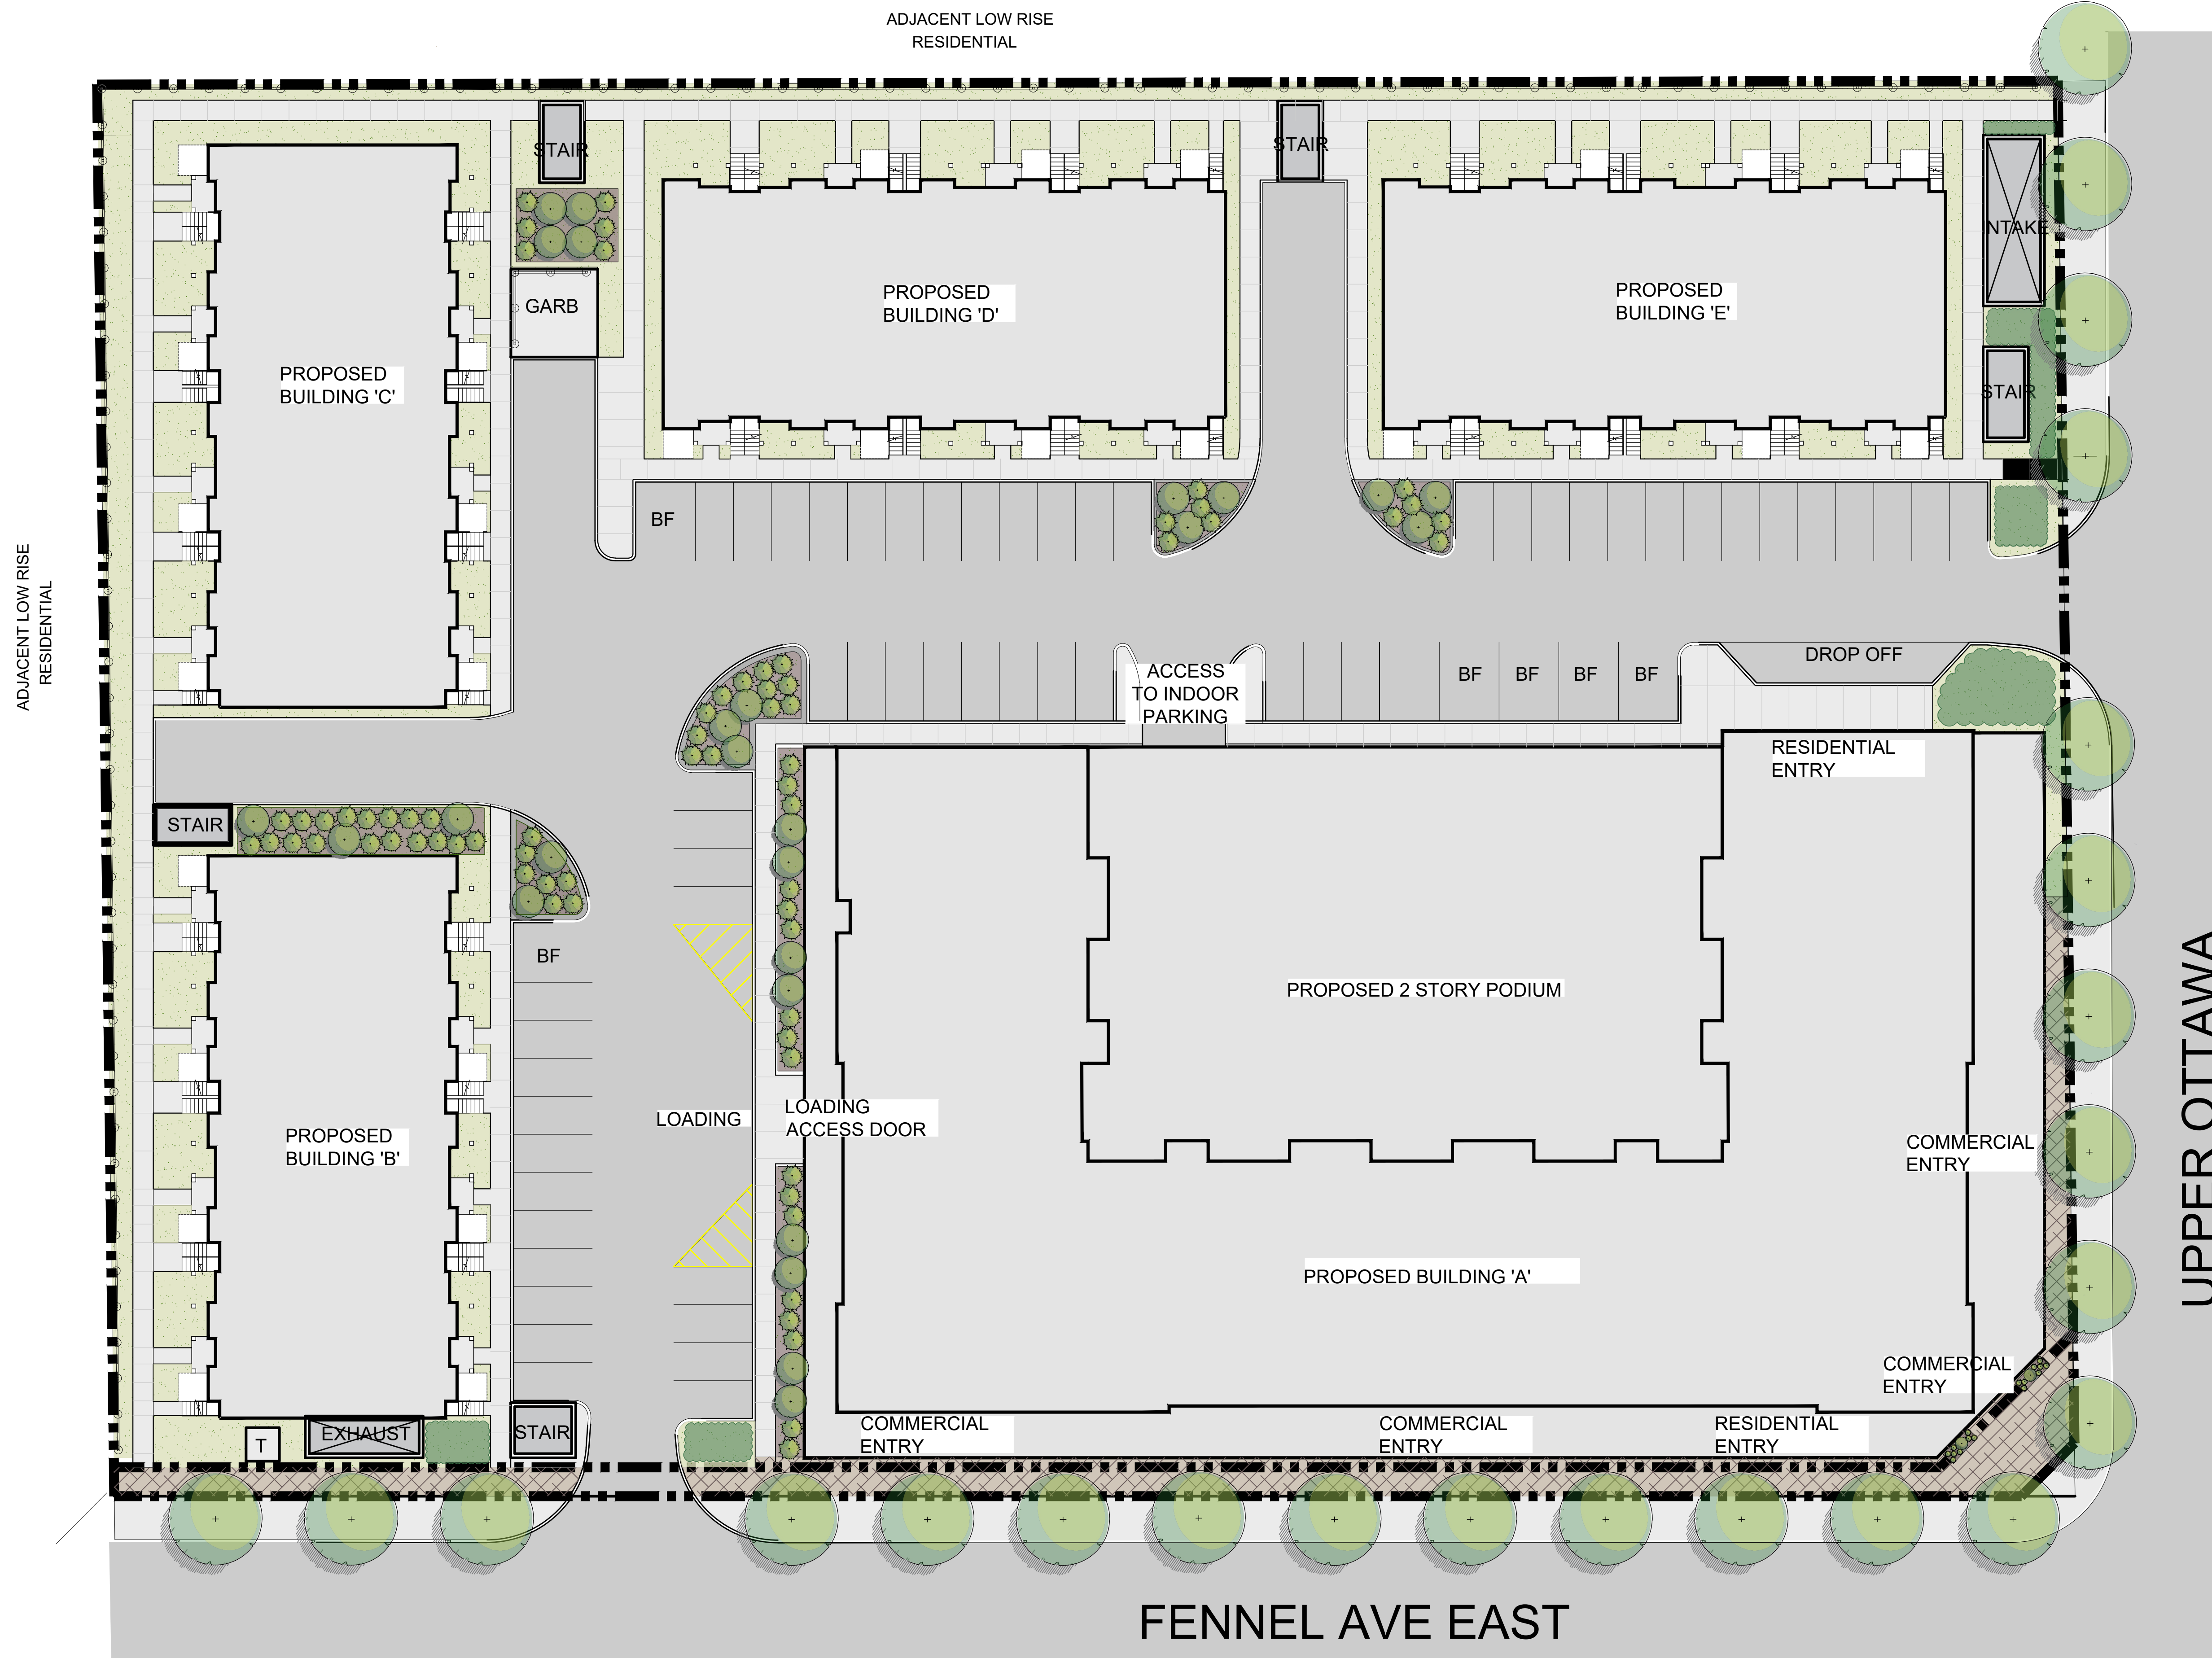 ADJACENT LOW RISE
RESIDENTIAL
STAIR
STAIR
NTAKE
GARB
PROPOSED
BUILDING 'D'
PROPOSED
BUILDING 'E'
PROPOSED
BUILDING 'C'
STAIR
BF
ADJACENT LOW RISE
RESIDENTIAL
ACCESS
TO INDOOR
PARKING
BF
BF
BF
BF
DROP OFF
RESIDENTIAL
ENTRY
STAIR
BF
PROPOSED 2 STORY PODIUM
UPPER OTTAWA
LOADING
LOADING
ACCESS DOOR
PROPOSED
BUILDING 'B'
COMMERCIAL
ENTRY
PROPOSED BUILDING 'A'
COMMERCIAL
ENTRY
T
EXHAUST
STAIR
COMMERCIAL
ENTRY
COMMERCIAL
ENTRY
RESIDENTIAL
ENTRY
FENNEL AVE EAST